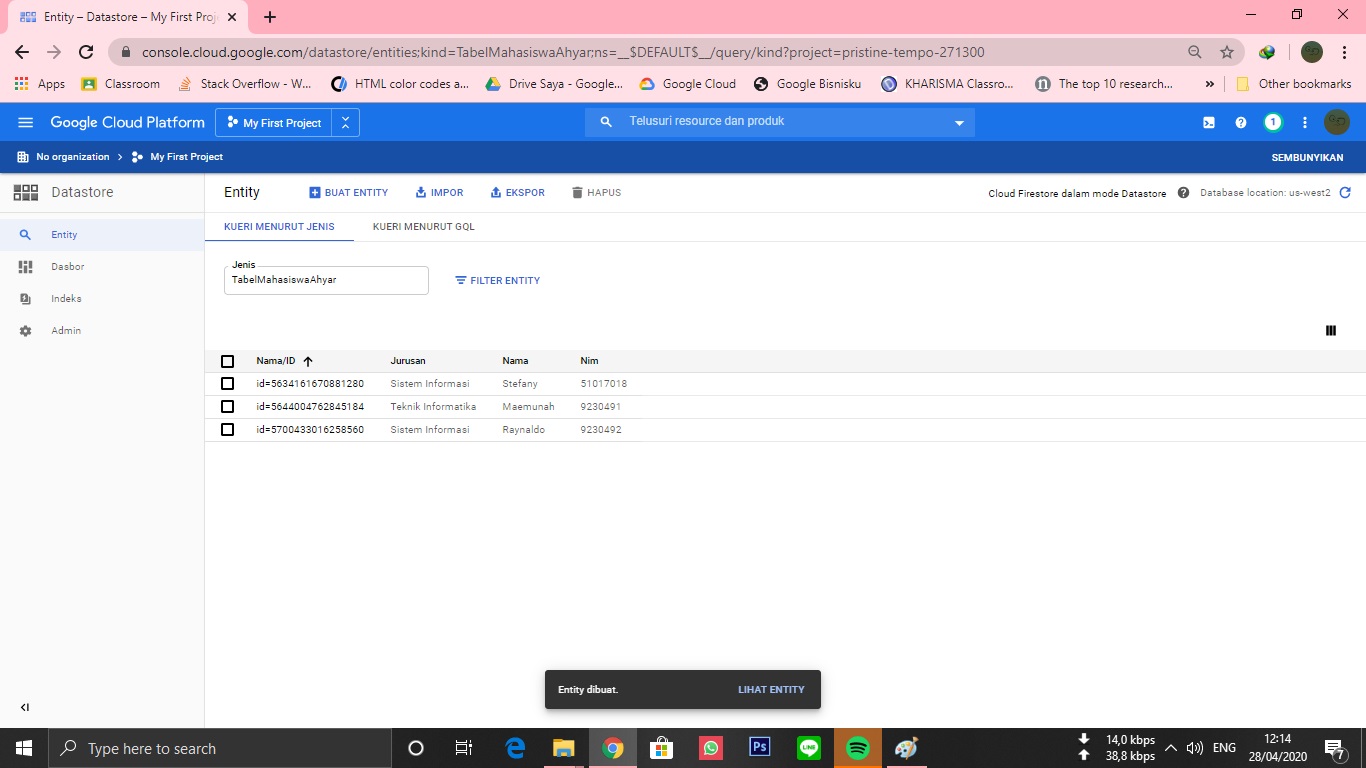 Entity – Datastore – My First Proj
console.cloud.google.com/datastore/entities;kind=TabelMahasiswaAhyar;ns=__$DEFAULT$__/query/kind?project=pristine-tempo-271300
Apps Classroom Stack Overflow - W... HTML color codes a... Drive Saya - Google... Google Cloud Google Bisnisku KHARISMA Classro... The top 10 research... » Other bookmarks
Google Cloud Platform My First Project Telusuri resource dan produk 1
No organization My First Project SEMBUNYIKAN
Datastore Entity BUAT ENTITY IMPOR EKSPOR HAPUS Cloud Firestore dalam mode Datastore Database location: us-west2
Entity KUERI MENURUT JENIS KUERI MENURUT GQL
Dasbor
Indeks
Admin
Jenis
TabelMahasiswaAhyar FILTER ENTITY
Nama/ID Jurusan Nama Nim
id=5634161670881280 Sistem Informasi Stefany 51017018
id=5644004762845184 Teknik Informatika Maemunah 9230491
id=5700433016258560 Sistem Informasi Raynaldo 9230492
Entity dibuat. LIHAT ENTITY
Type here to search Ps LINE 14,0 kbps ENG 12:14
38,8 kbps 28/04/2020 7